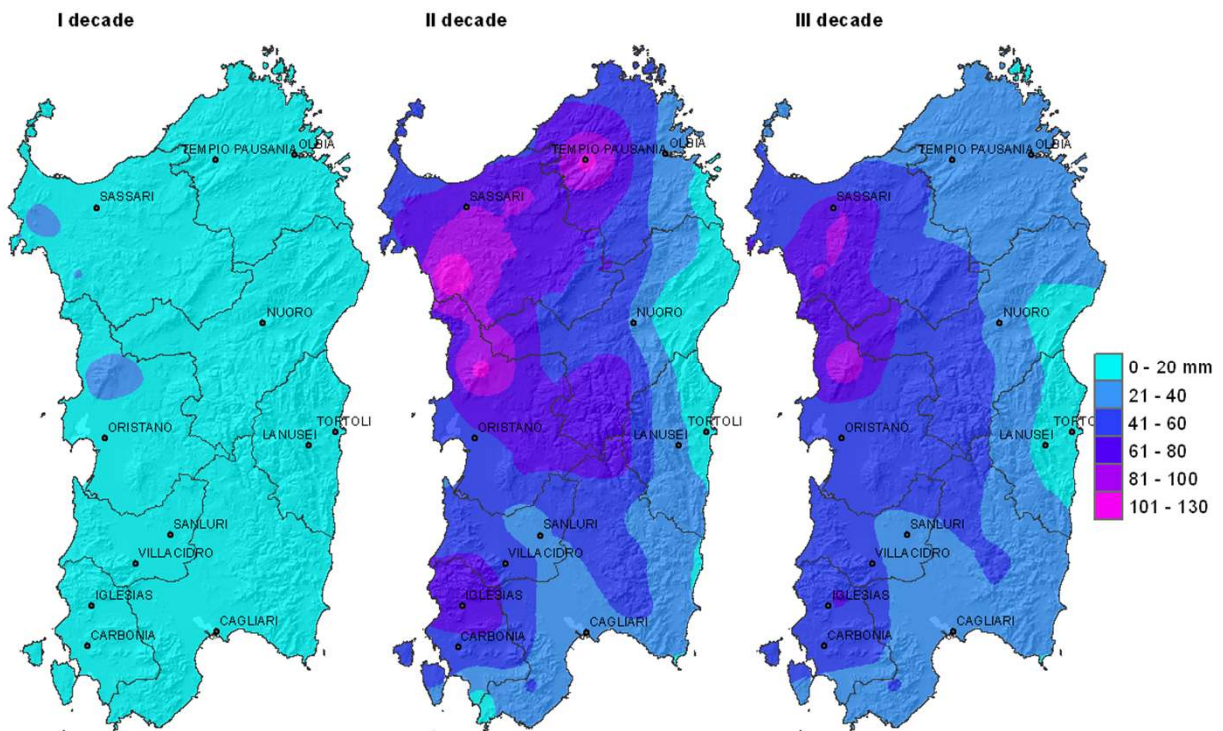 I decade
II decade
III decade
TEMPIO PAUSANIA
OLBIA
SASSARI
NUORO
ORISTANO
TORTOLI
LANUSEI
SANLURI
VILLACIDRO
IGLESIAS
CARBONIA
CAGLIARI
TEMPIO PAUSANIA
OLBIA
SASSARI
NUORO
ORISTANO
TORTOLI
LANUSEI
SANLURI
VILLACIDRO
IGLESIAS
CARBONIA
CAGLIARI
TEMPIO PAUSANIA
OLBIA
SASSARI
NUORO
ORISTANO
TORTOLI
LANUSEI
SANLURI
VILLACIDRO
IGLESIAS
CARBONIA
CAGLIARI
0 - 20 mm
21 - 40
41 - 60
61 - 80
81 - 100
101 - 130